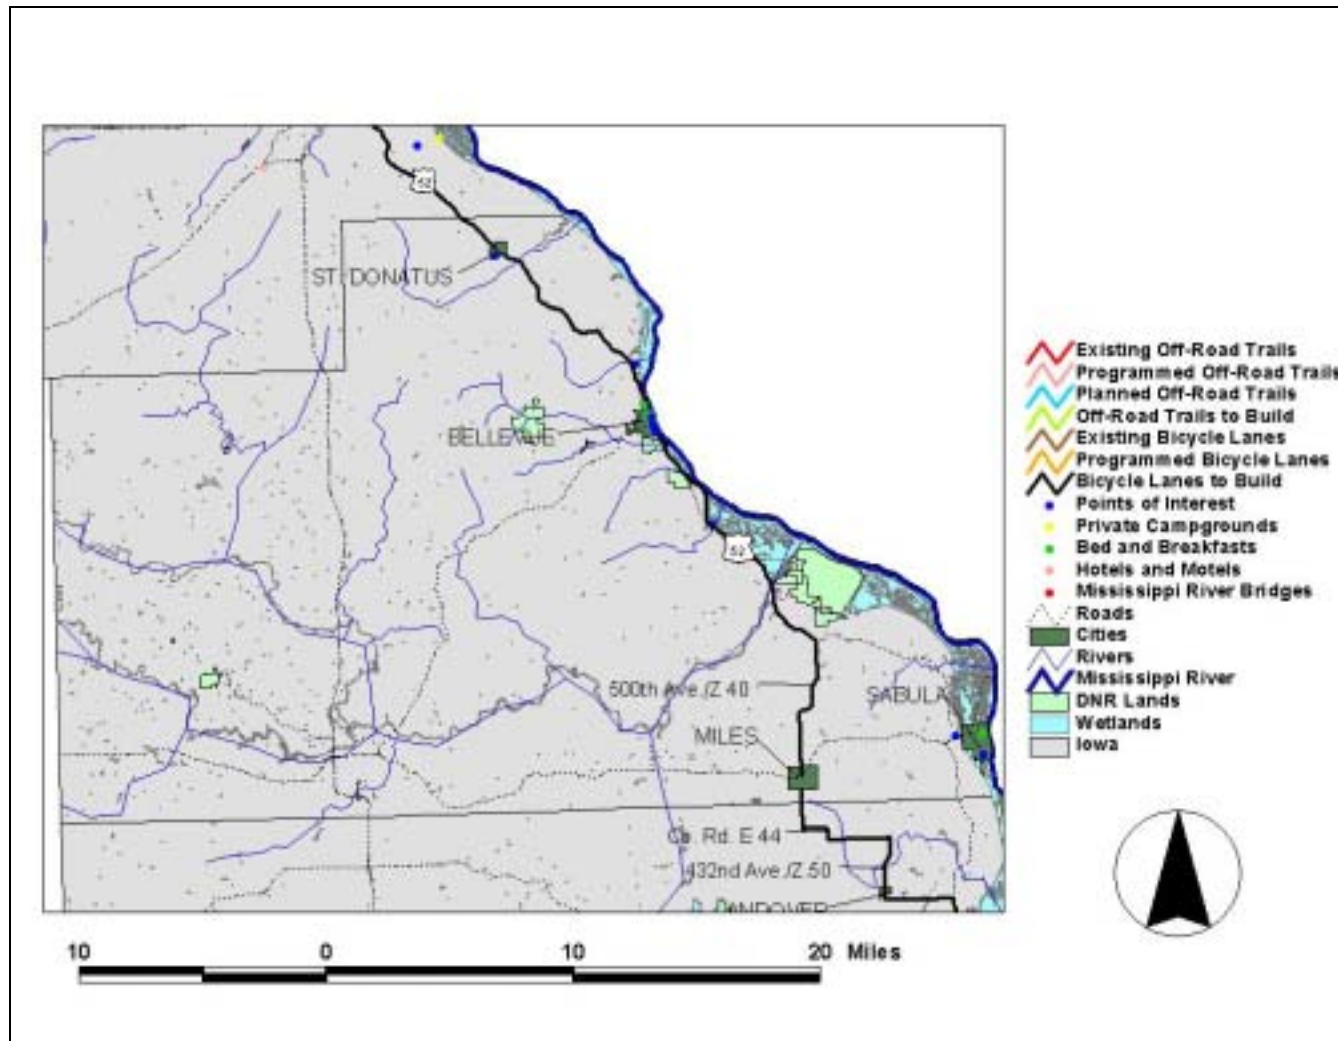 52
ST. DONATUS
BELLEVUE
52
500th Ave./Z 40
SABULA
MILES
Co. Rd. E 44
432nd Ave./Z 50
ANDOVER
Existing Off-Road Trails
Programmed Off-Road Trails
Planned Off-Road Trails
Off-Road Trails to Build
Existing Bicycle Lanes
Programmed Bicycle Lanes
Bicycle Lanes to Build
Points of Interest
Private Campgrounds
Bed and Breakfasts
Hotels and Motels
Mississippi River Bridges
Roads
Cities
Rivers
Mississippi River
DNR Lands
Wetlands
Iowa
10 0 10 20 Miles